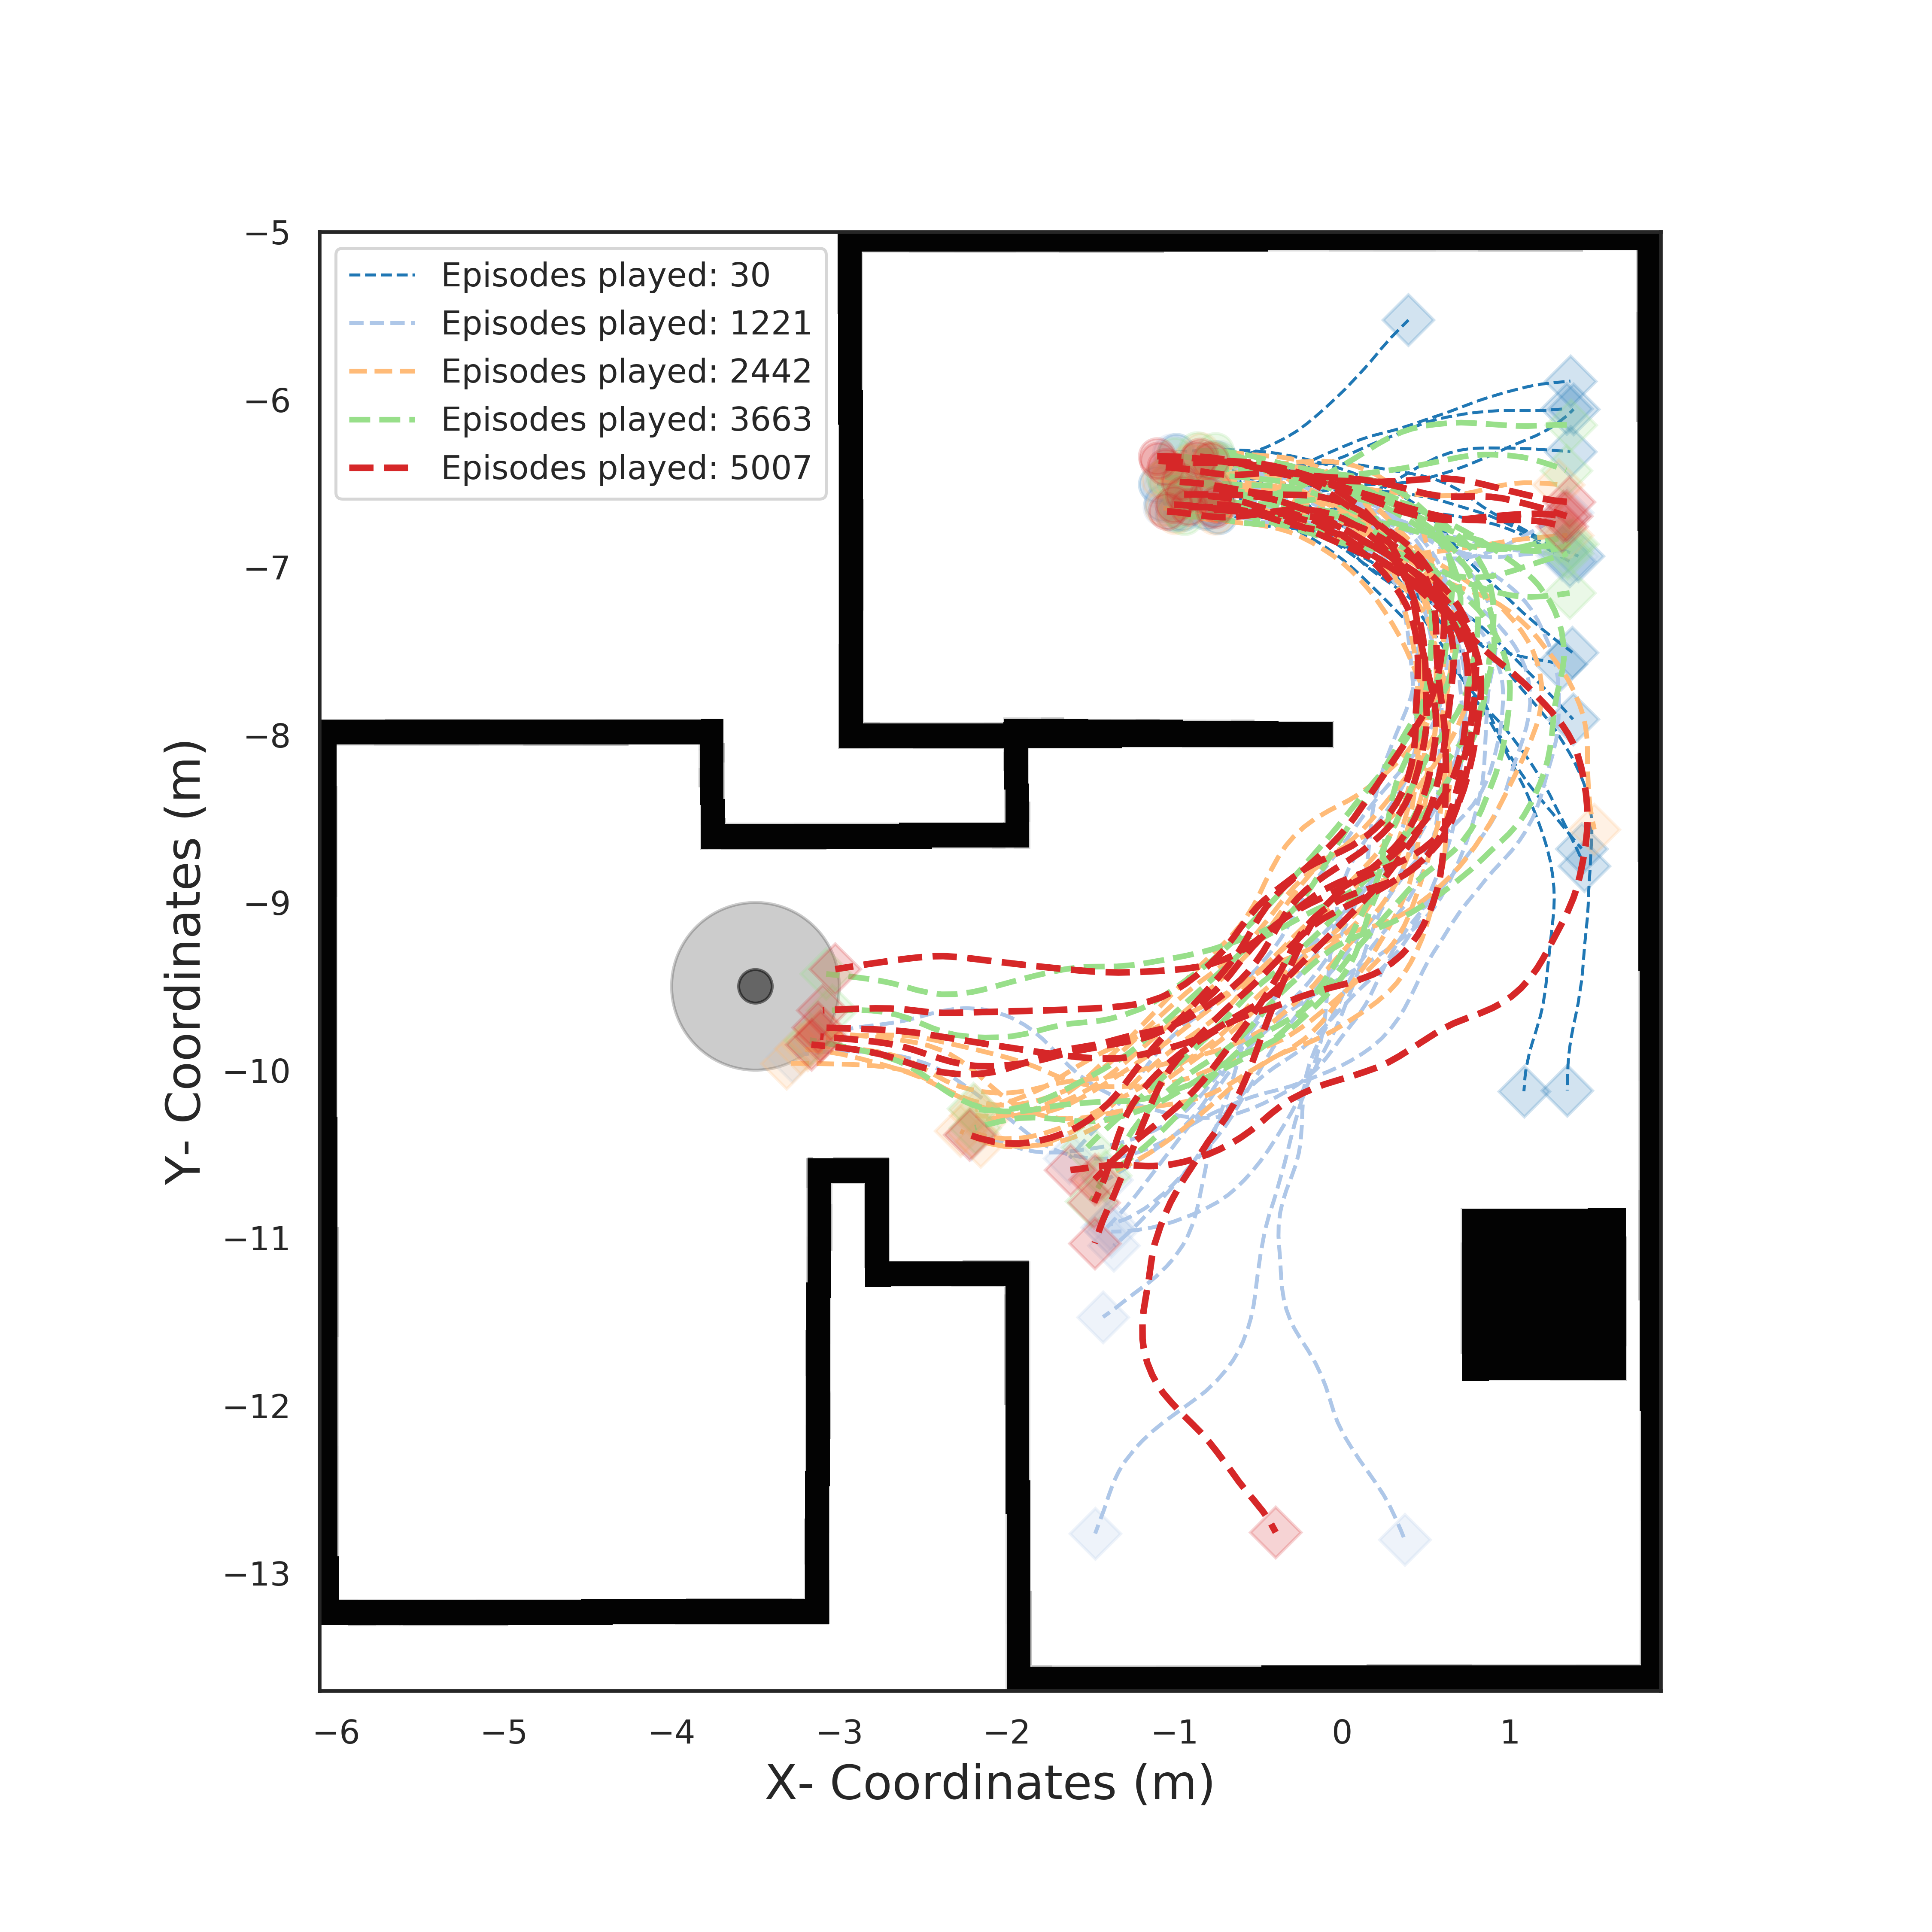 −5
−6
−7
−8
−9
−10
−11
−12
−13
Y- Coordinates (m)
Episodes played: 30
Episodes played: 1221
Episodes played: 2442
Episodes played: 3663
Episodes played: 5007
−6 −5 −4 −3 −2 −1 0 1
X- Coordinates (m)